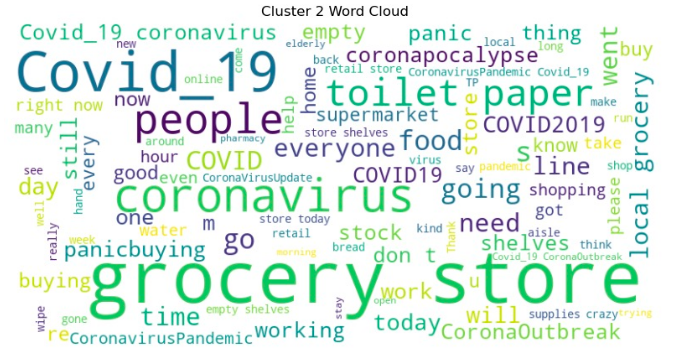 Cluster 2 Word Cloud
Covid_19 coronavirus
empty
panic
thing
went
new
elderly
local
long
buy
Covid_19
online
come
back
coronapocalypse
home
retail store
CoronavirusPandemic Covid_19
TP
make
toilet paper
right now
now
help
supermarket
store
COVID2019
run
many
people
around
pharmacy
store shelves
food
s
know
take
still
every
everyone
virus
hour
COVID
COVID19
say
pandemic
line
shop
see
good
even
CoronaVirusUpdate
day
hand
coronavirus
going
shopping
please
local grocery
one
m
store today
kind
need
got
well
water
retail
stock
Thank
aisle
really
week
panicbuying
go
bread
don t
shelves
think
Covid_19 CoronaOutbreak
morning
buying
grocery store
work
u
stay
open
wipe
gone
time
empty shelves
will
supplies
crazy
trying
re
working
today
CoronaOutbreak
CoronavirusPandemic